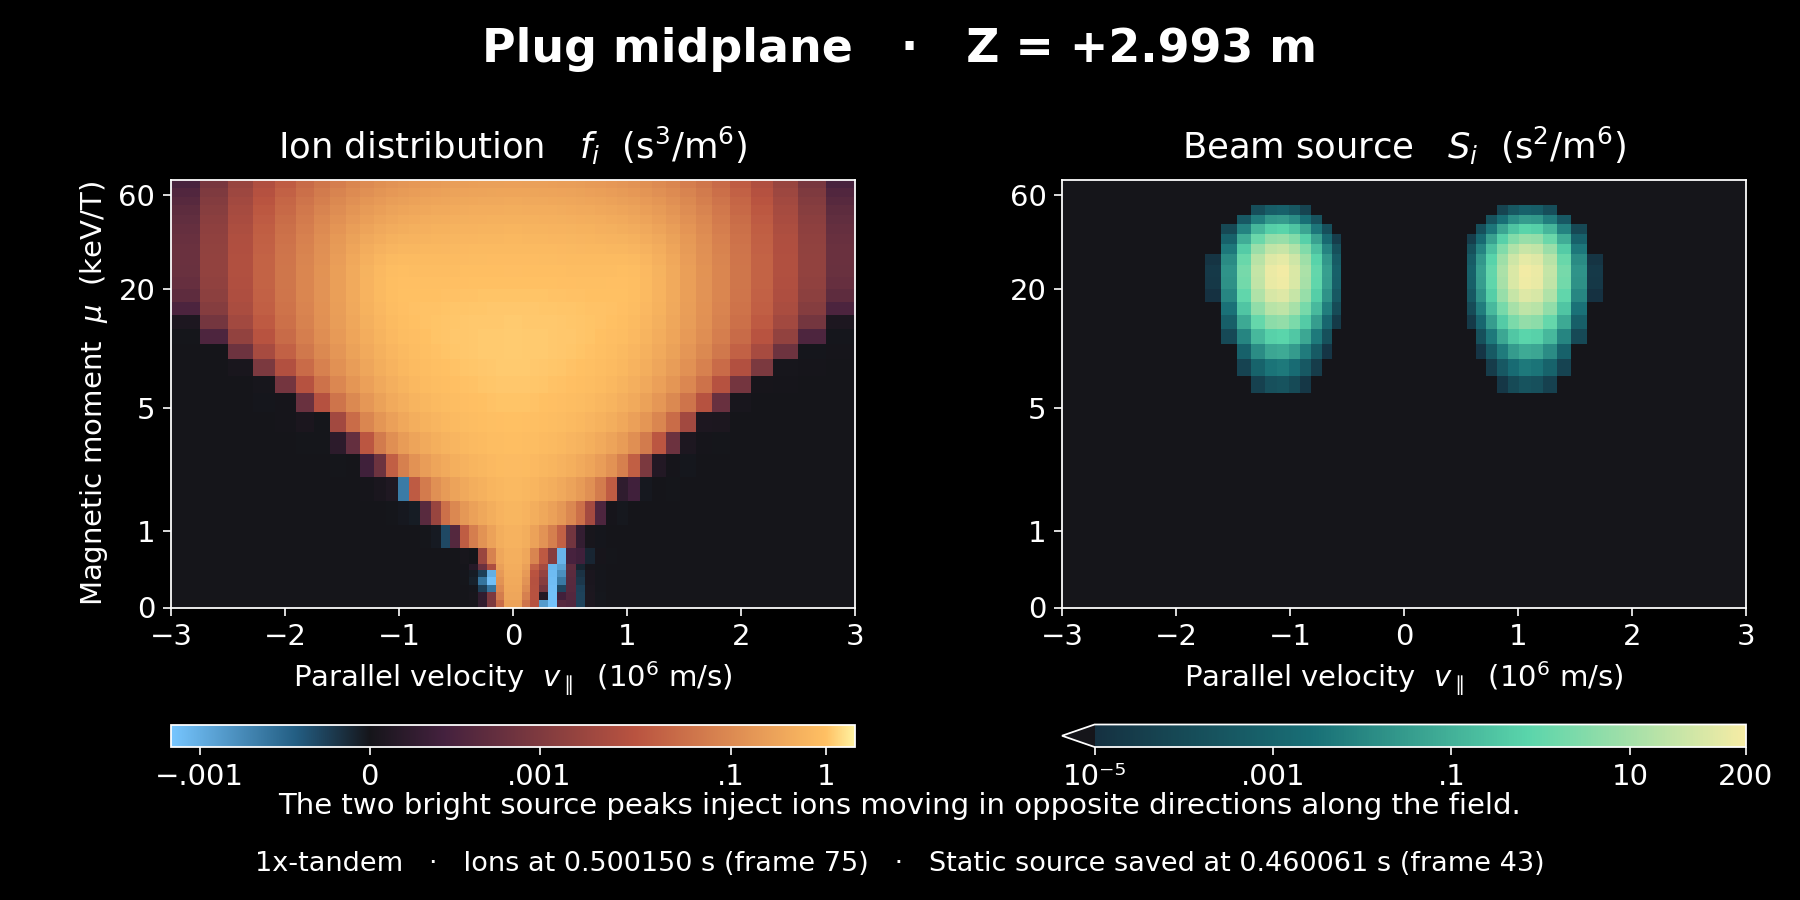 Plug midplane · Z = +2.993 m
Ion distribution fᵢ (s³/m⁶)
Beam source Sᵢ (s²/m⁶)
Magnetic moment μ (keV/T)
60
20
5
1
0
−3 −2 −1 0 1 2 3
Parallel velocity v∥ (10⁶ m/s)
60
20
5
1
0
−3 −2 −1 0 1 2 3
Parallel velocity v∥ (10⁶ m/s)
−.001 0 .001 .1 1
10⁻⁵ .001 .1 10 200
The two bright source peaks inject ions moving in opposite directions along the field.
1x-tandem · Ions at 0.500150 s (frame 75) · Static source saved at 0.460061 s (frame 43)